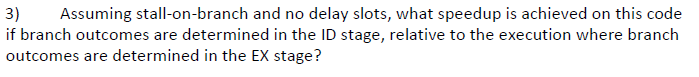 3) Assuming stall-on-branch and no delay slots, what speedup is achieved on this code
if branch outcomes are determined in the ID stage, relative to the execution where branch
outcomes are determined in the EX stage?